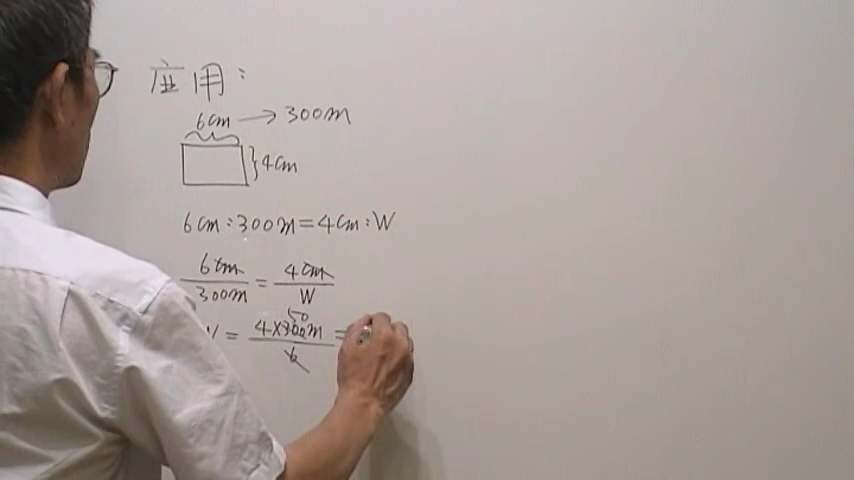 应用:
6cm → 300m
4cm
6cm:300m=4cm:W
6cm/300m = 4cm/W
W = 4×300m/6 =
50